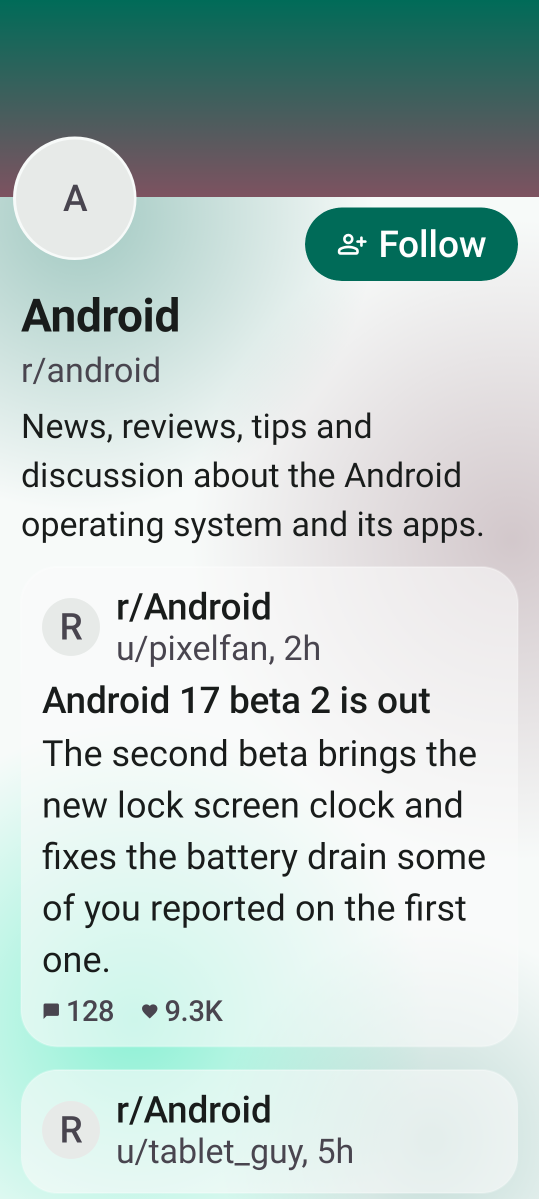 A
Follow
Android
r/android
News, reviews, tips and
discussion about the Android
operating system and its apps.
R
r/Android
u/pixelfan, 2h
Android 17 beta 2 is out
The second beta brings the
new lock screen clock and
fixes the battery drain some
of you reported on the first
one.
128 9.3K
R
r/Android
u/tablet_guy, 5h